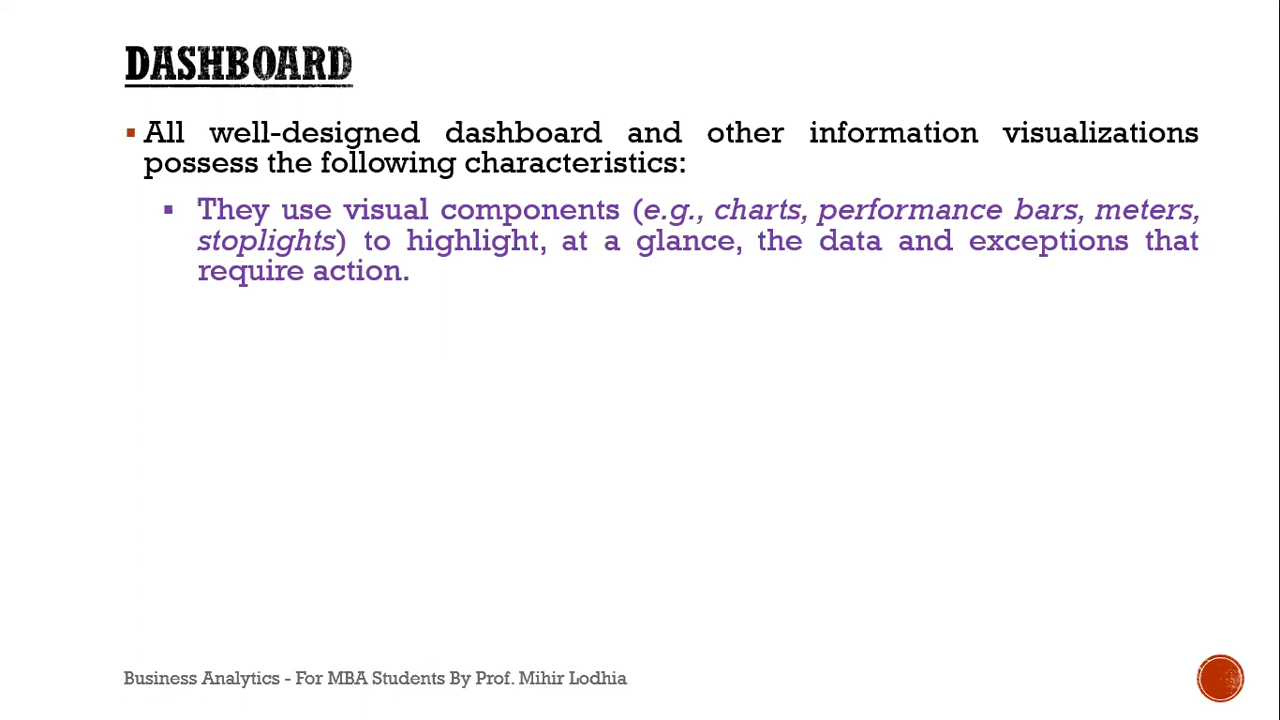 DASHBOARD
▪ All well-designed dashboard and other information visualizations
possess the following characteristics:
▪ They use visual components (e.g., charts, performance bars, meters,
stoplights) to highlight, at a glance, the data and exceptions that
require action.
Business Analytics - For MBA Students By Prof. Mihir Lodhia